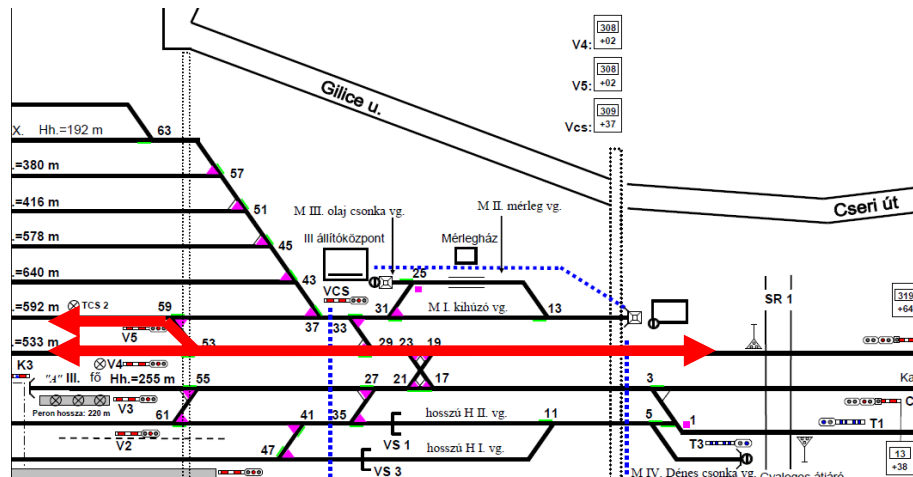 308
V4: +02
308
V5: +02
309
Vcs: +37
Gilice u.
X. Hh.=192 m
63
.=380 m
57
.=416 m
51
M III. olaj csonka vg.
M II. mérleg vg.
Cseri út
.=578 m
45
III állítóközpont
Mérlegház
.=640 m
43
25
VCS
SR 1
319
+64
.=592 m
TCS 2
59
37
33
31
M I. kihúzó vg.
13
V5
.=533 m
53
29
23
19
K3
V4
"A" III. fő Hh.=255 m
55
27
21
17
3
Ka
Peron hossza: 220 m
V3
61
41
35
hosszú H II. vg.
11
5
1
C
T1
VS 1
V2
47
hosszú H I. vg.
T3
VS 3
M IV. Dénes csonka vg.
Gyalogos átjáró
13
+38